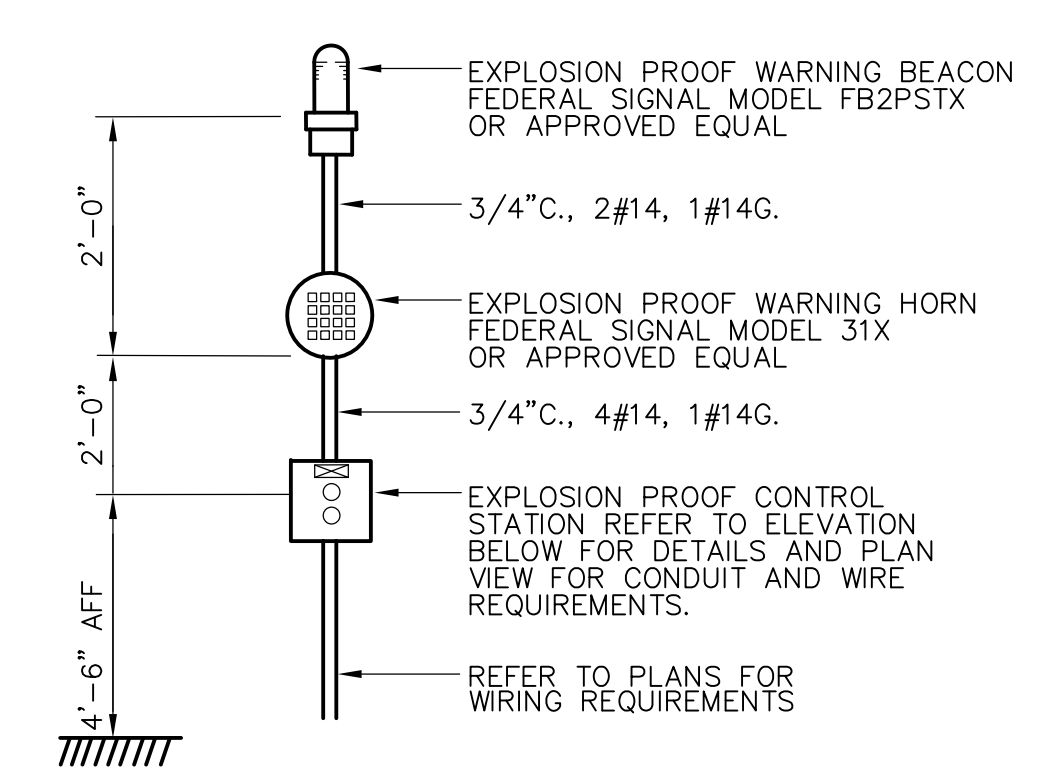 EXPLOSION PROOF WARNING BEACON
FEDERAL SIGNAL MODEL FB2PSTX
OR APPROVED EQUAL
2'-0"
3/4"C., 2#14, 1#14G.
EXPLOSION PROOF WARNING HORN
FEDERAL SIGNAL MODEL 31X
OR APPROVED EQUAL
2'-0"
3/4"C., 4#14, 1#14G.
EXPLOSION PROOF CONTROL
STATION REFER TO ELEVATION
BELOW FOR DETAILS AND PLAN
VIEW FOR CONDUIT AND WIRE
REQUIREMENTS.
4'-6" AFF
REFER TO PLANS FOR
WIRING REQUIREMENTS